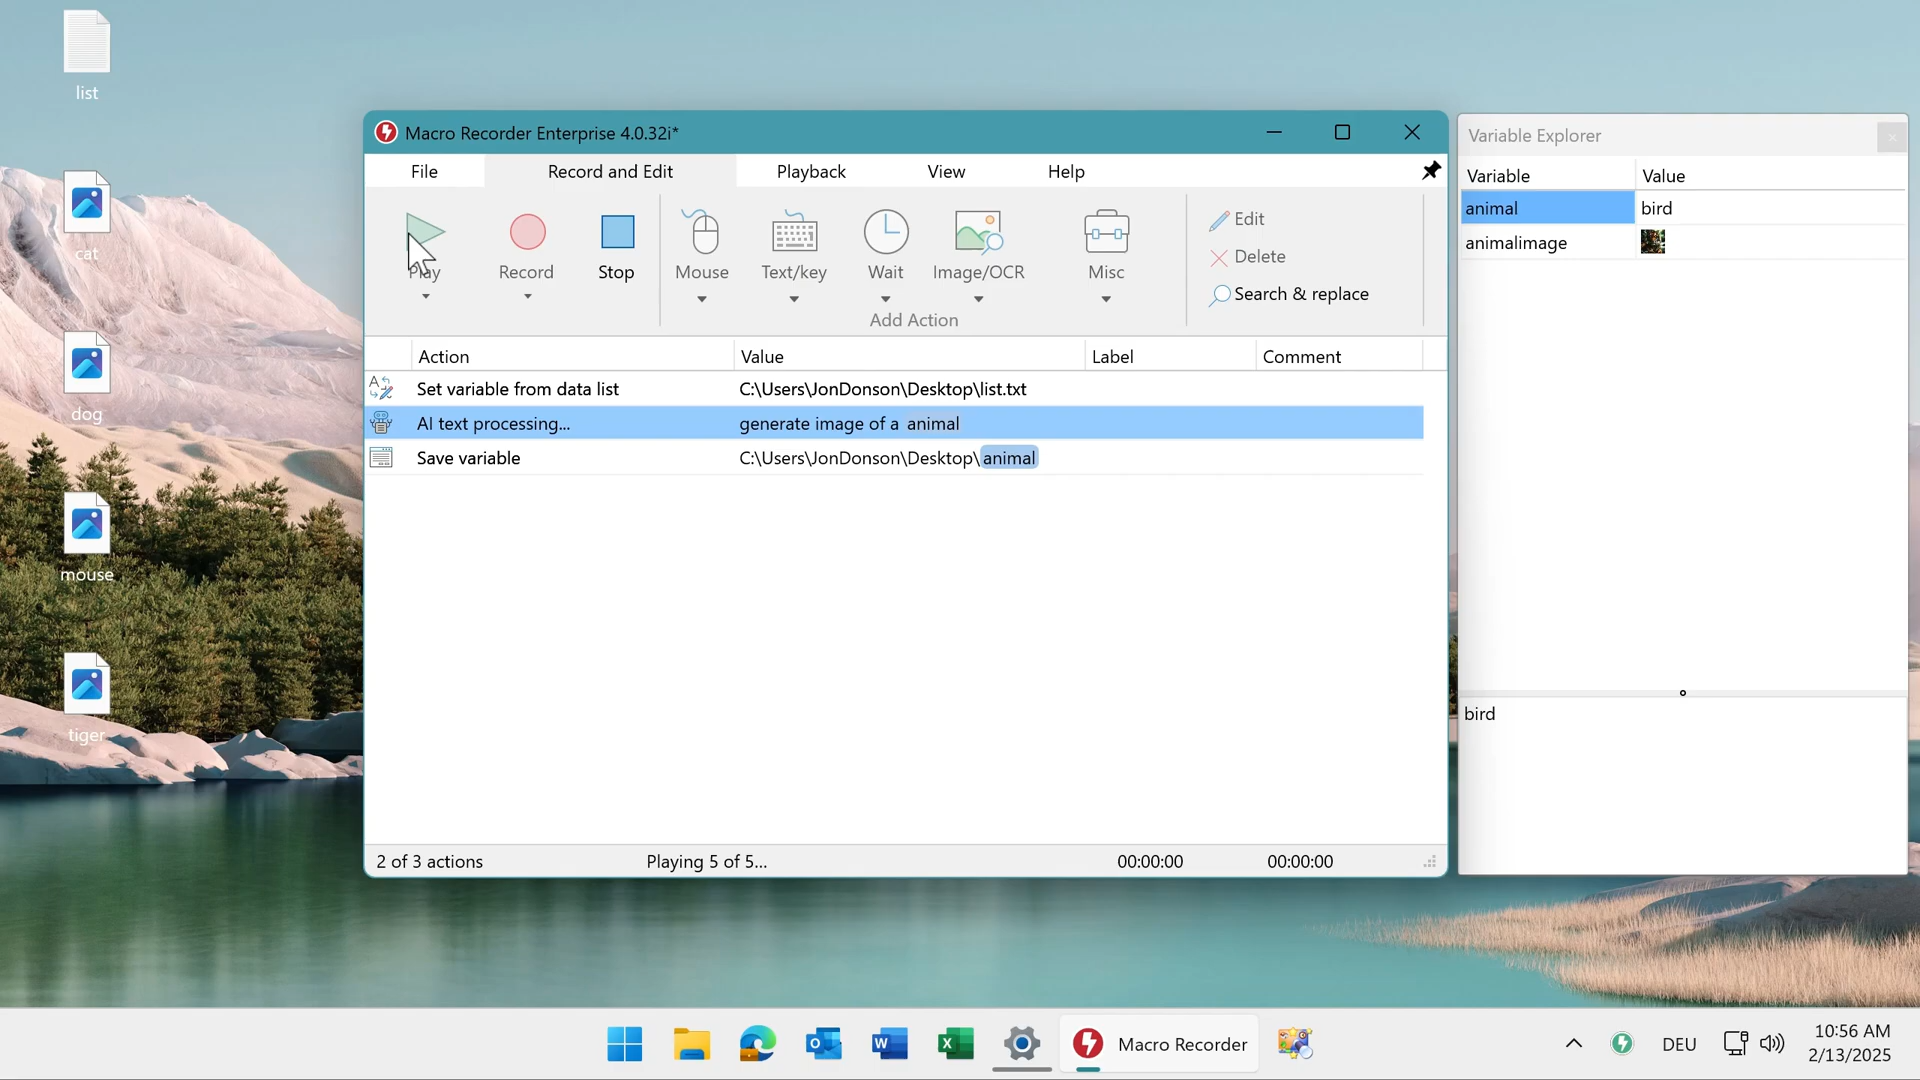 list
cat
dog
mouse
tiger
Macro Recorder Enterprise 4.0.32i*
File
Record and Edit
Playback
View
Help
Play
Record
Stop
Mouse
Text/key
Wait
Image/OCR
Misc
Add Action
Edit
Delete
Search & replace
Action
Value
Label
Comment
Set variable from data list
C:\Users\JonDonson\Desktop\list.txt
AI text processing...
generate image of a animal
Save variable
C:\Users\JonDonson\Desktop\animal
2 of 3 actions
Playing 5 of 5...
00:00:00
00:00:00
Variable Explorer
Variable
Value
animal
bird
animalimage
bird
Macro Recorder
DEU
10:56 AM
2/13/2025